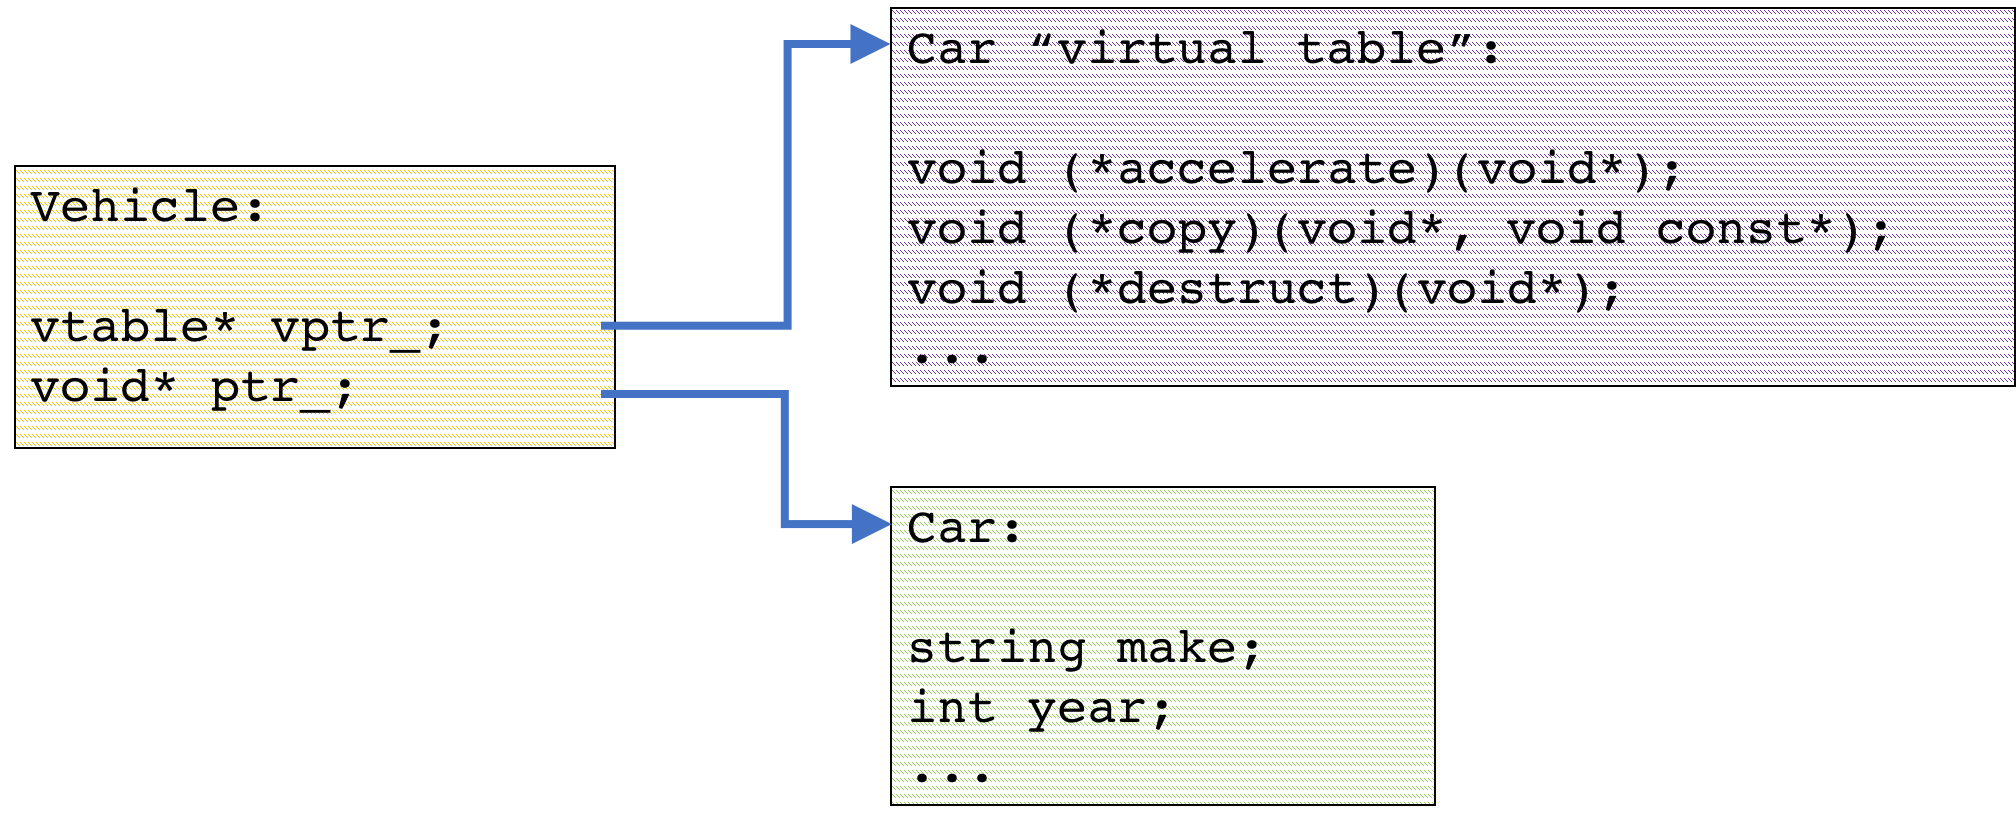 Vehicle:
vtable* vptr_;
void* ptr_;
Car “virtual table”:
void (*accelerate)(void*);
void (*copy)(void*, void const*);
void (*destruct)(void*);
...
Car:
string make;
int year;
...